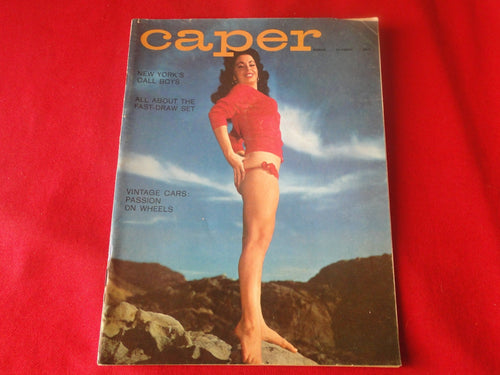 caper
NEW YORK'S
CALL BOYS
ALL ABOUT THE
FAST-DRAW SET
VINTAGE CARS:
PASSION
ON WHEELS